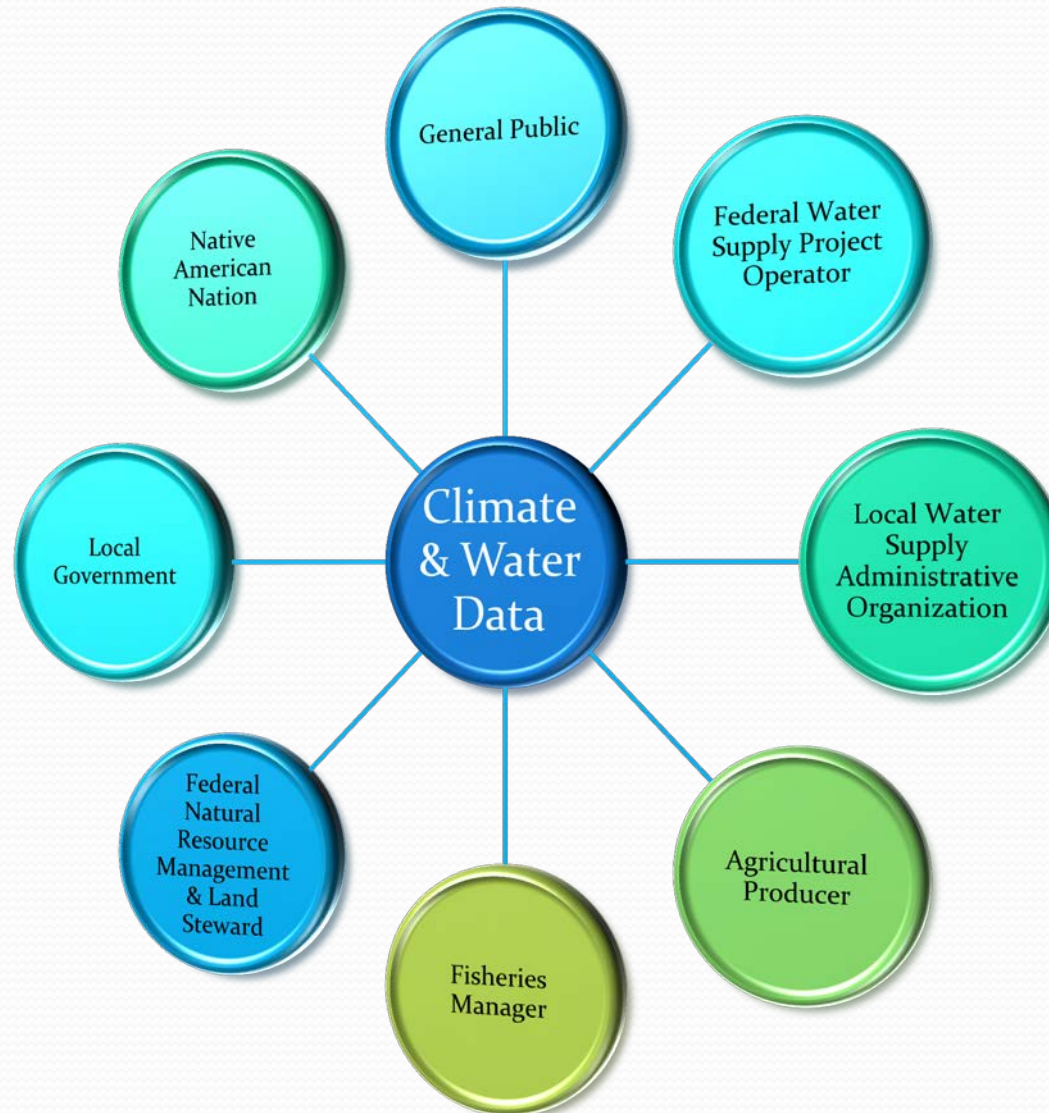 General Public
Federal Water
Supply Project
Operator
Native
American
Nation
Climate
& Water
Data
Local Water
Supply
Administrative
Organization
Local
Government
Federal
Natural
Resource
Management
& Land
Steward
Agricultural
Producer
Fisheries
Manager